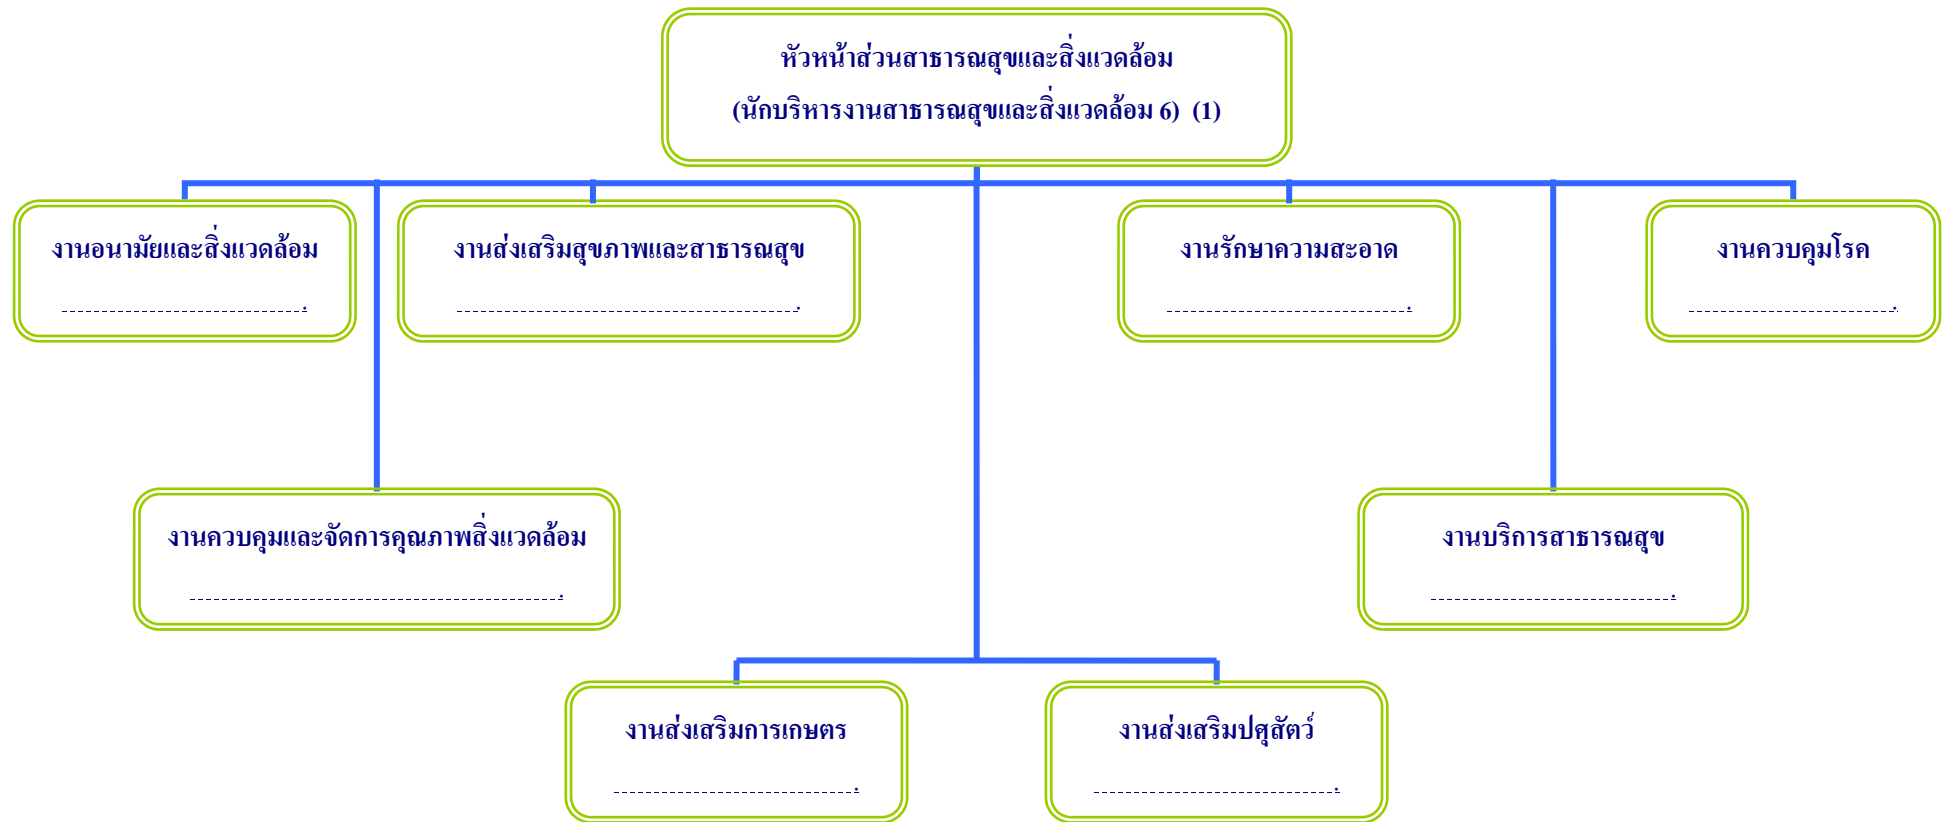 หัวหน้าส่วนสาธารณสุขและสิ่งแวดล้อม
(นักบริหารงานสาธารณสุขและสิ่งแวดล้อม 6) (1)
งานอนามัยและสิ่งแวดล้อม
งานส่งเสริมสุขภาพและสาธารณสุข
งานรักษาความสะอาด
งานควบคุมโรค
งานควบคุมและจัดการคุณภาพสิ่งแวดล้อม
งานบริการสาธารณสุข
งานส่งเสริมการเกษตร
งานส่งเสริมปศุสัตว์